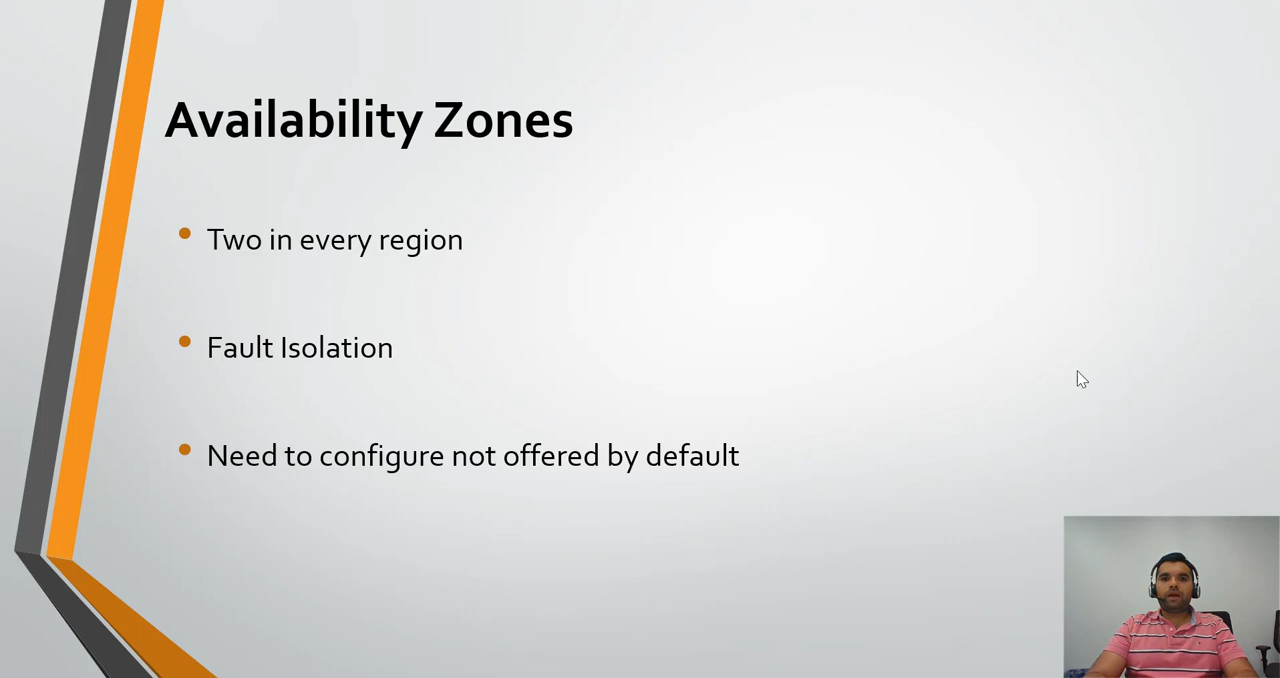 Availability Zones
Two in every region
Fault Isolation
Need to configure not offered by default